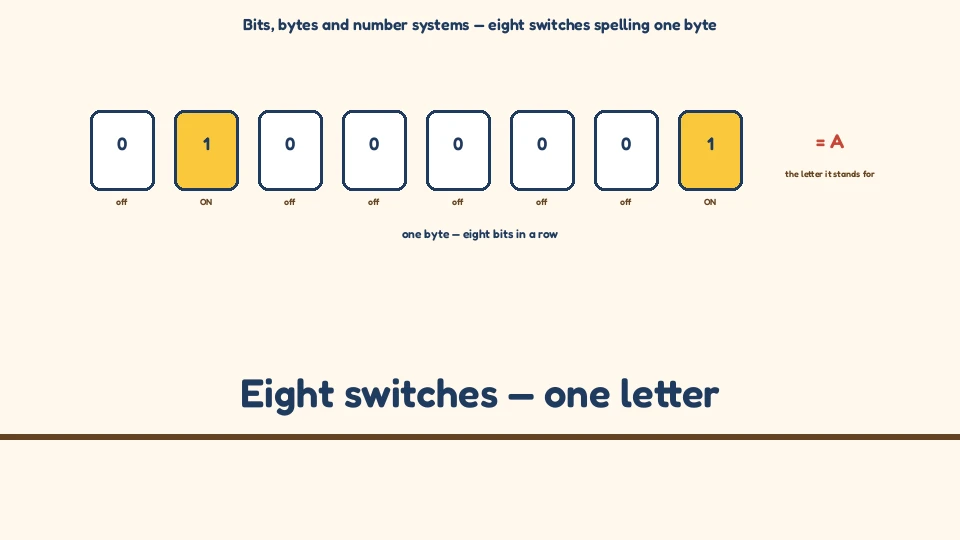 Bits, bytes and number systems — eight switches spelling one byte
0 1 0 0 0 0 0 1 = A
the letter it stands for
off ON off off off off off ON
one byte — eight bits in a row
Eight switches — one letter